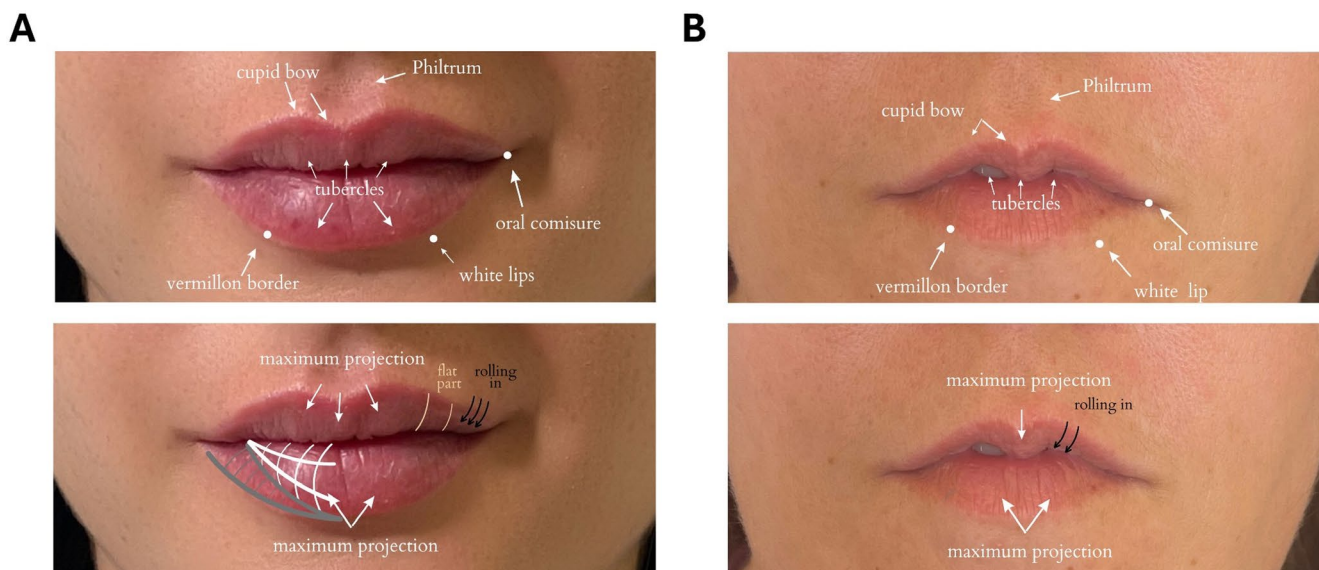 A
cupid bow
Philtrum
tubercles
oral comisure
vermillon border
white lips
maximum projection
flat
part
rolling
in
maximum projection
B
Philtrum
cupid bow
tubercles
oral comisure
vermillon border
white lip
maximum projection
rolling in
maximum projection